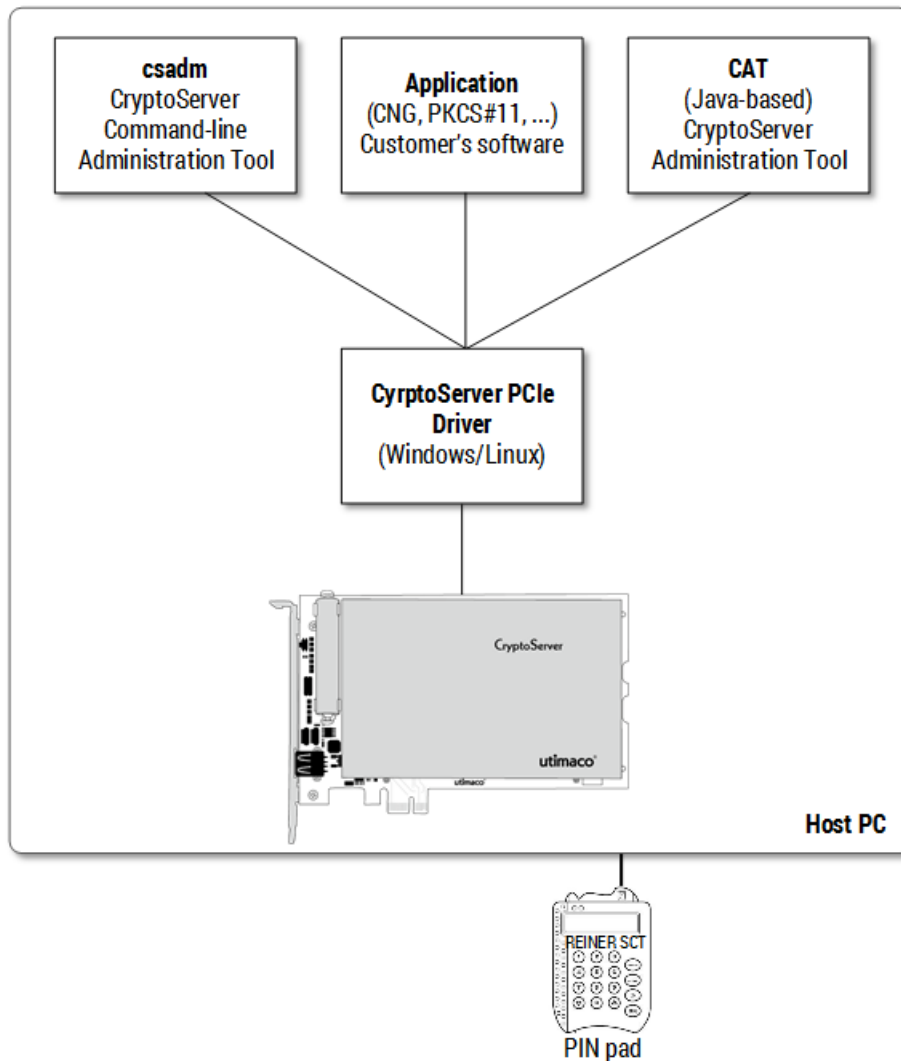 csadm
CryptoServer
Command-line
Administration Tool
Application
(CNG, PKCS#11, ...)
Customer's software
CAT
(Java-based)
CryptoServer
Administration Tool
CyrptoServer PCIe
Driver
(Windows/Linux)
CryptoServer
utimaco®
utimaco®
Host PC
REINER SCT
PIN pad